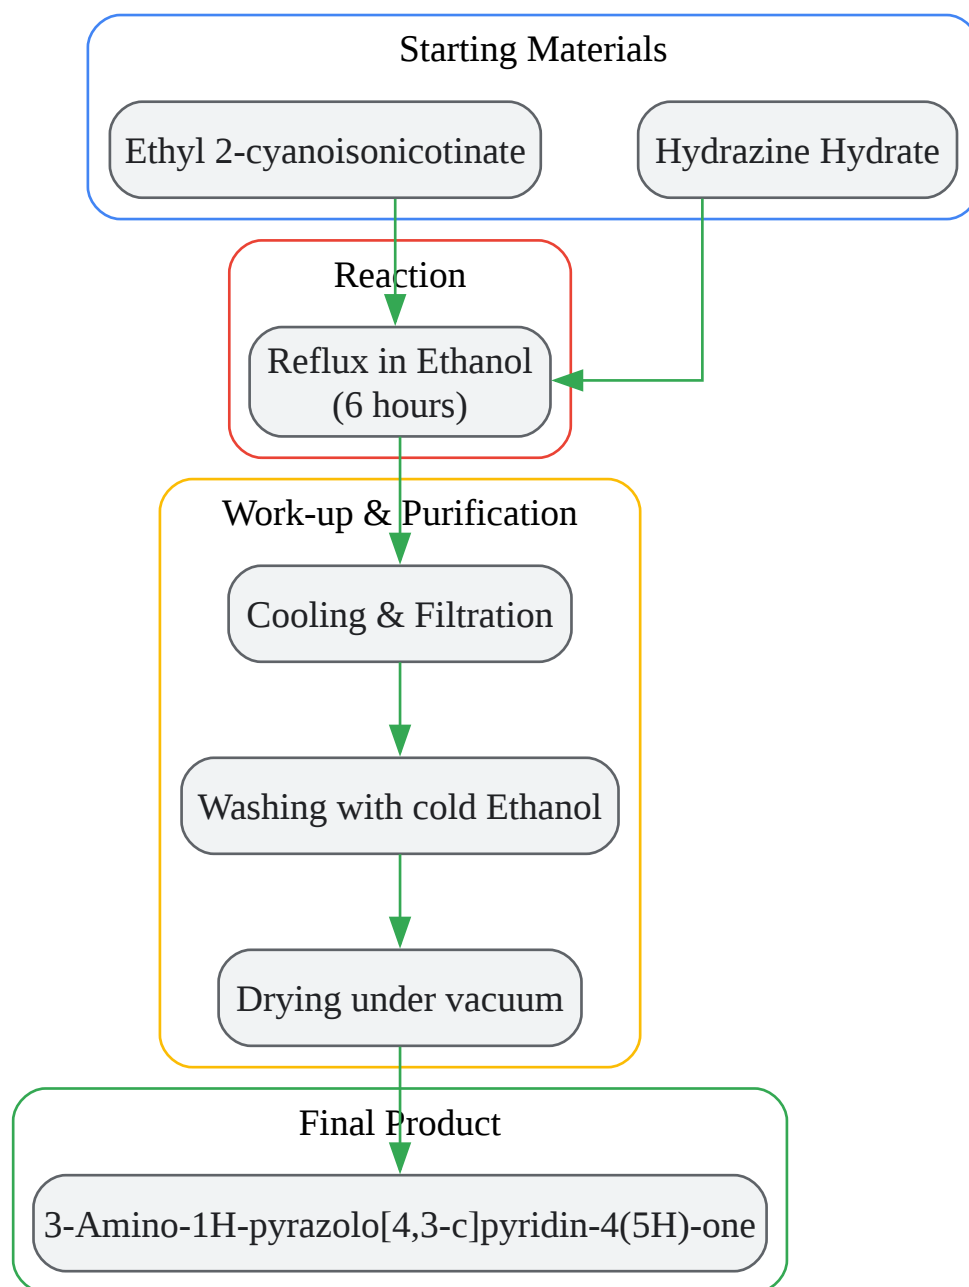 Starting Materials
Ethyl 2-cyanoisonicotinate
Hydrazine Hydrate
Reaction
Reflux in Ethanol
(6 hours)
Work-up & Purification
Cooling & Filtration
Washing with cold Ethanol
Drying under vacuum
Final Product
3-Amino-1H-pyrazolo[4,3-c]pyridin-4(5H)-one